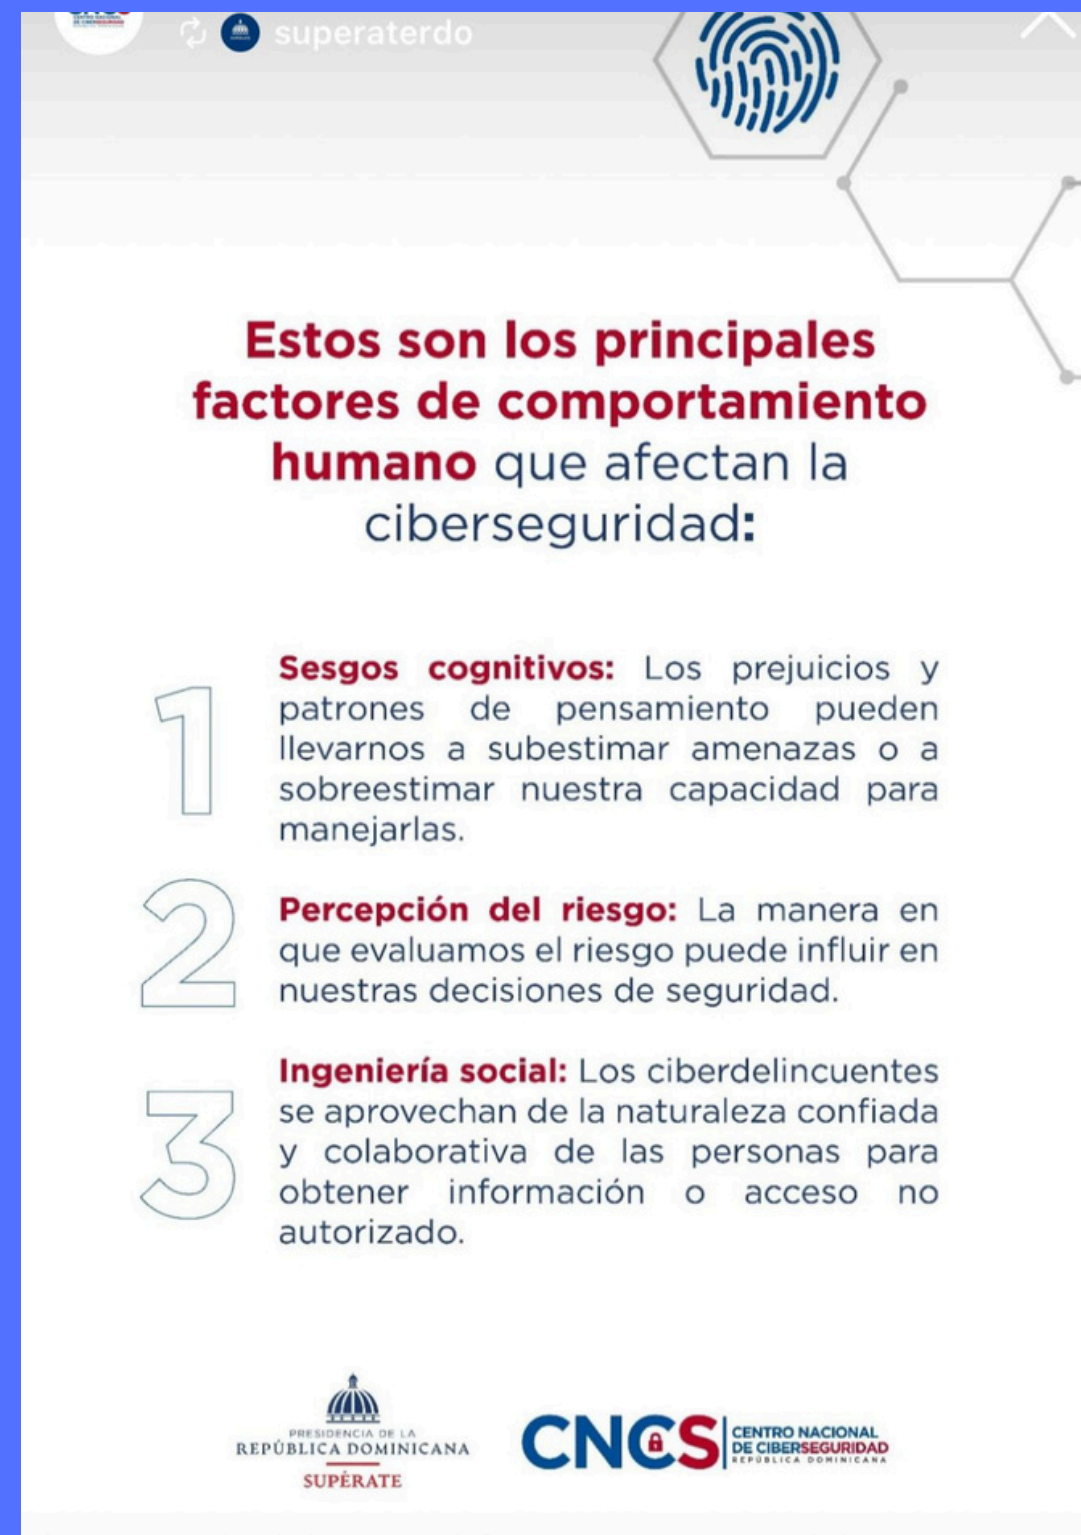 superaterdo
Estos son los principales
factores de comportamiento
humano que afectan la
ciberseguridad:
1
Sesgos cognitivos: Los prejuicios y
patrones de pensamiento pueden
llevarnos a subestimar amenazas o a
sobreestimar nuestra capacidad para
manejarlas.
2
Percepción del riesgo: La manera en
que evaluamos el riesgo puede influir en
nuestras decisiones de seguridad.
3
Ingeniería social: Los ciberdelincuentes
se aprovechan de la naturaleza confiada
y colaborativa de las personas para
obtener información o acceso no
autorizado.
PRESIDENCIA DE LA
REPÚBLICA DOMINICANA
SUPÉRATE
CNCS
CENTRO NACIONAL
DE CIBERSEGURIDAD
REPÚBLICA DOMINICANA